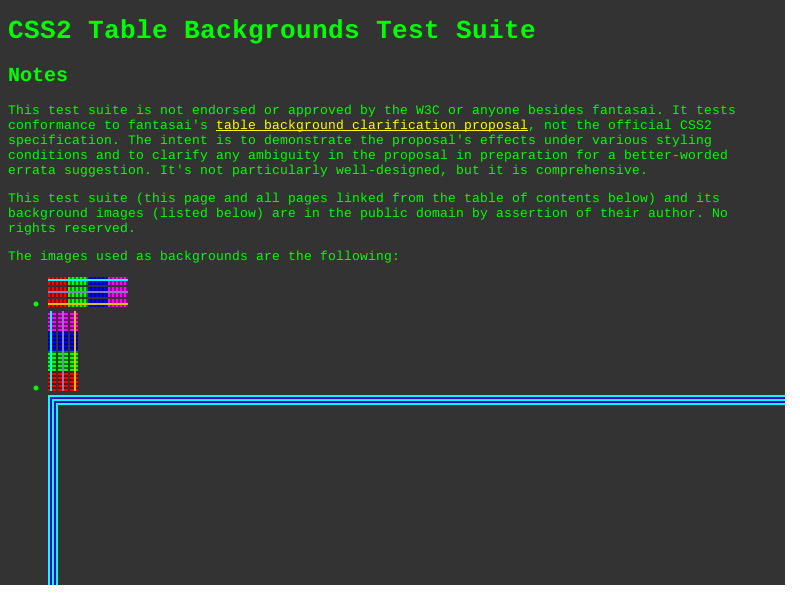 CSS2 Table Backgrounds Test Suite
Notes
This test suite is not endorsed or approved by the W3C or anyone besides fantasai. It tests
conformance to fantasai's table background clarification proposal, not the official CSS2
specification. The intent is to demonstrate the proposal's effects under various styling
conditions and to clarify any ambiguity in the proposal in preparation for a better-worded
errata suggestion. It's not particularly well-designed, but it is comprehensive.
This test suite (this page and all pages linked from the table of contents below) and its
background images (listed below) are in the public domain by assertion of their author. No
rights reserved.
The images used as backgrounds are the following: